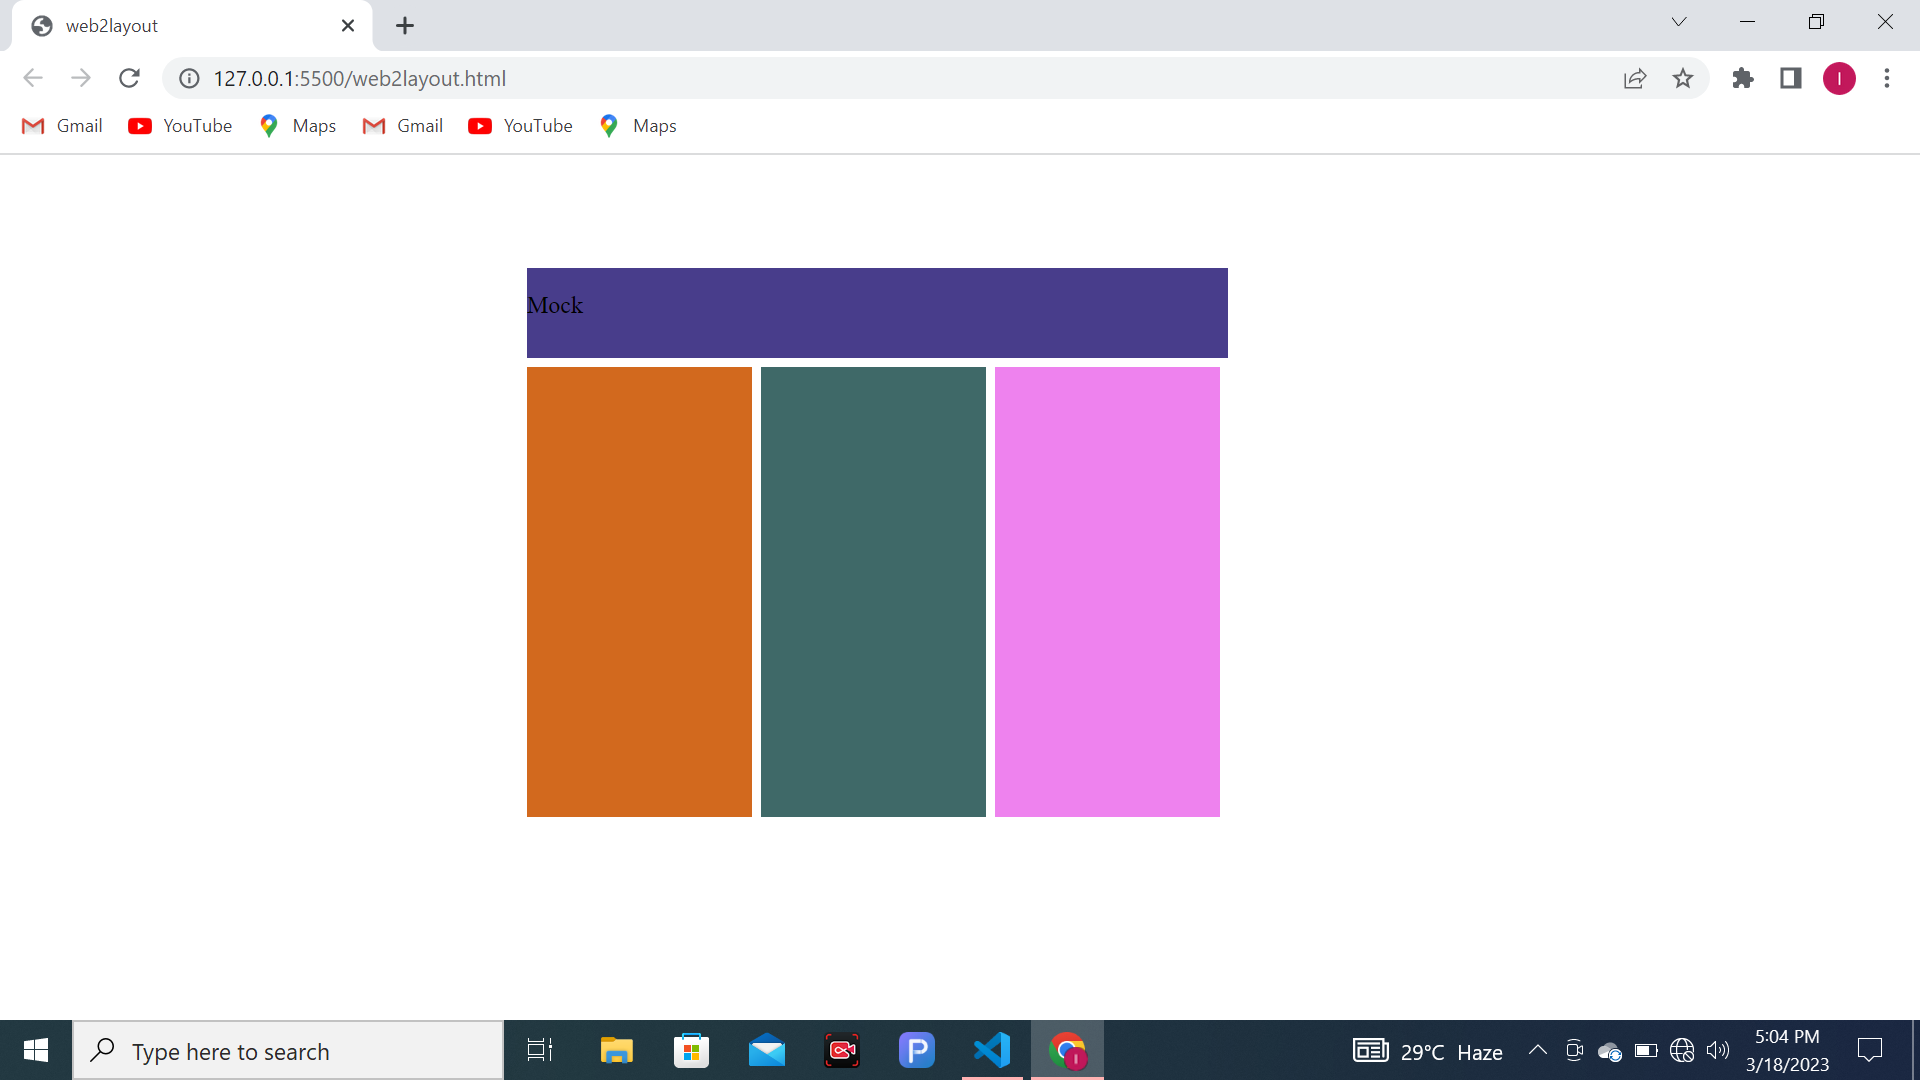 web2layout
127.0.0.1:5500/web2layout.html
I
Gmail YouTube Maps Gmail YouTube Maps
Mock
Type here to search
I
29°C Haze
5:04 PM
3/18/2023